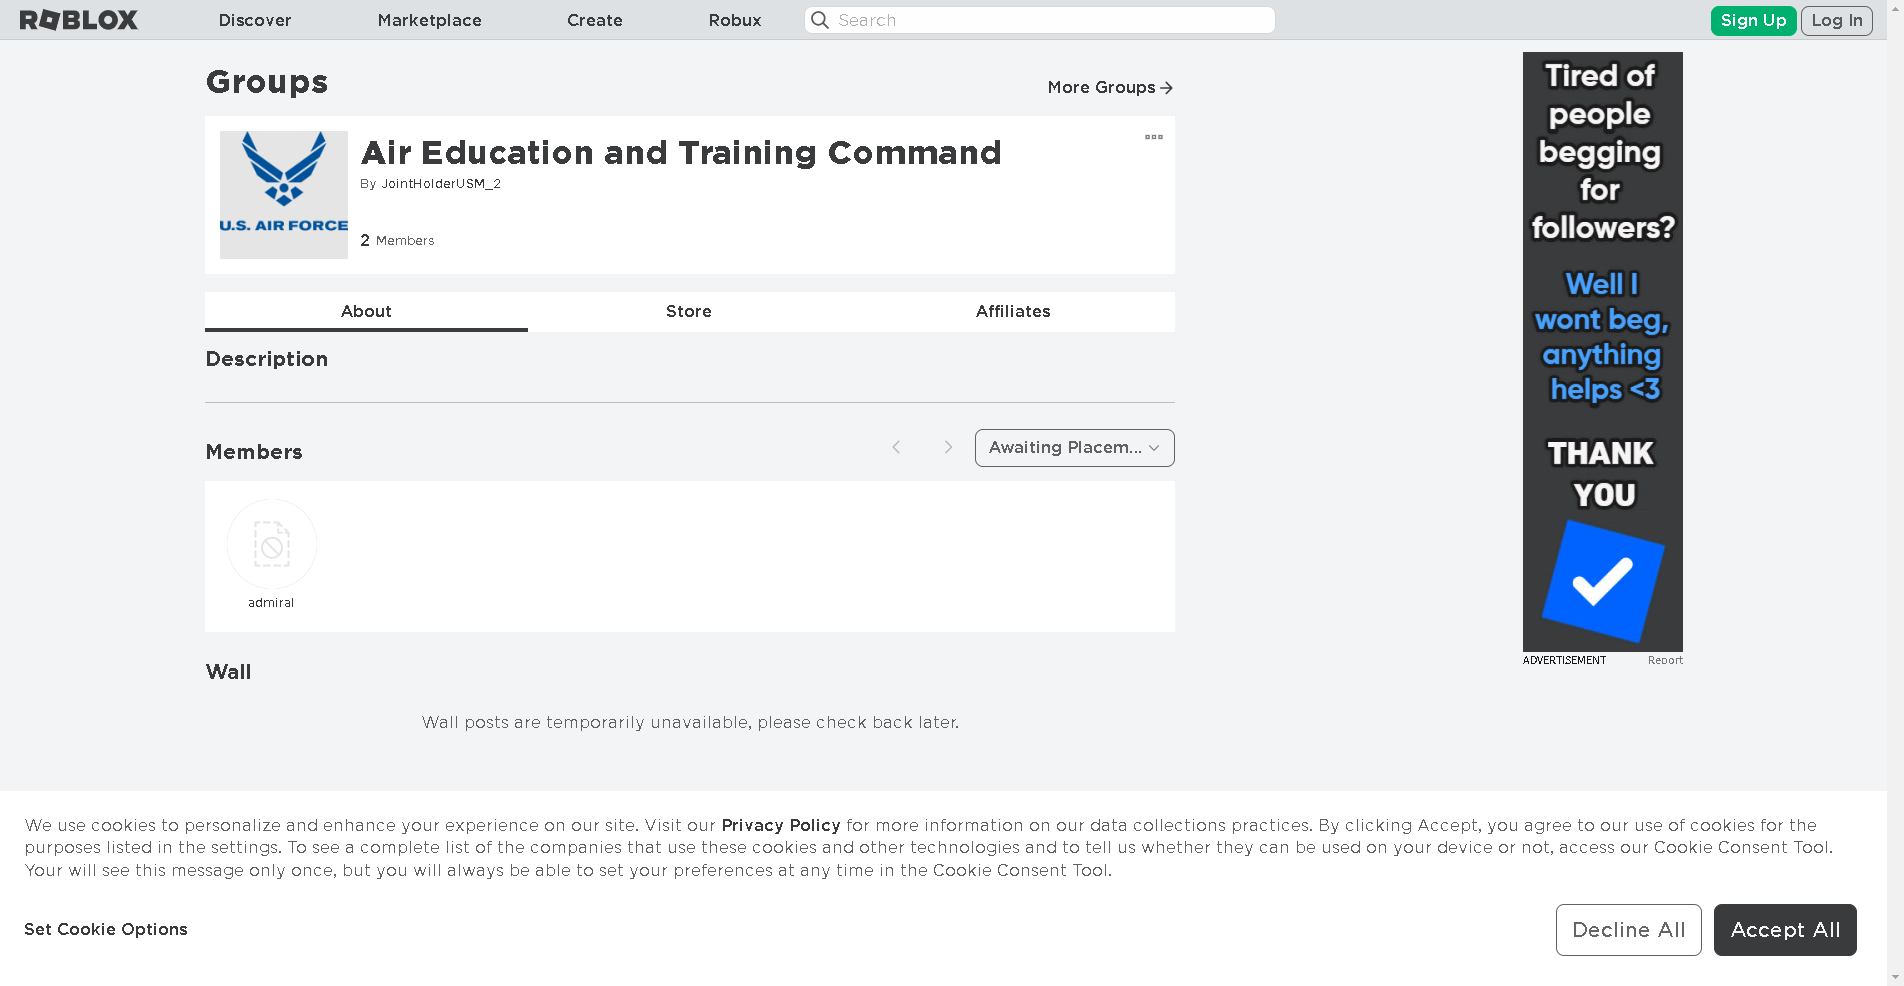 ROBLOX
Discover
Marketplace
Create
Robux
Search
Sign Up
Log In
Groups
More Groups
U.S. AIR FORCE
Air Education and Training Command
By JointHolderUSM_2
2 Members
About
Store
Affiliates
Description
Members
Awaiting Placem...
admiral
Wall
Wall posts are temporarily unavailable, please check back later.
Tired of
people
begging
for
followers?
Well I
wont beg,
anything
helps <3
THANK
YOU
ADVERTISEMENT
Report
We use cookies to personalize and enhance your experience on our site. Visit our Privacy Policy for more information on our data collections practices. By clicking Accept, you agree to our use of cookies for the
purposes listed in the settings. To see a complete list of the companies that use these cookies and other technologies and to tell us whether they can be used on your device or not, access our Cookie Consent Tool.
Your will see this message only once, but you will always be able to set your preferences at any time in the Cookie Consent Tool.
Set Cookie Options
Decline All
Accept All